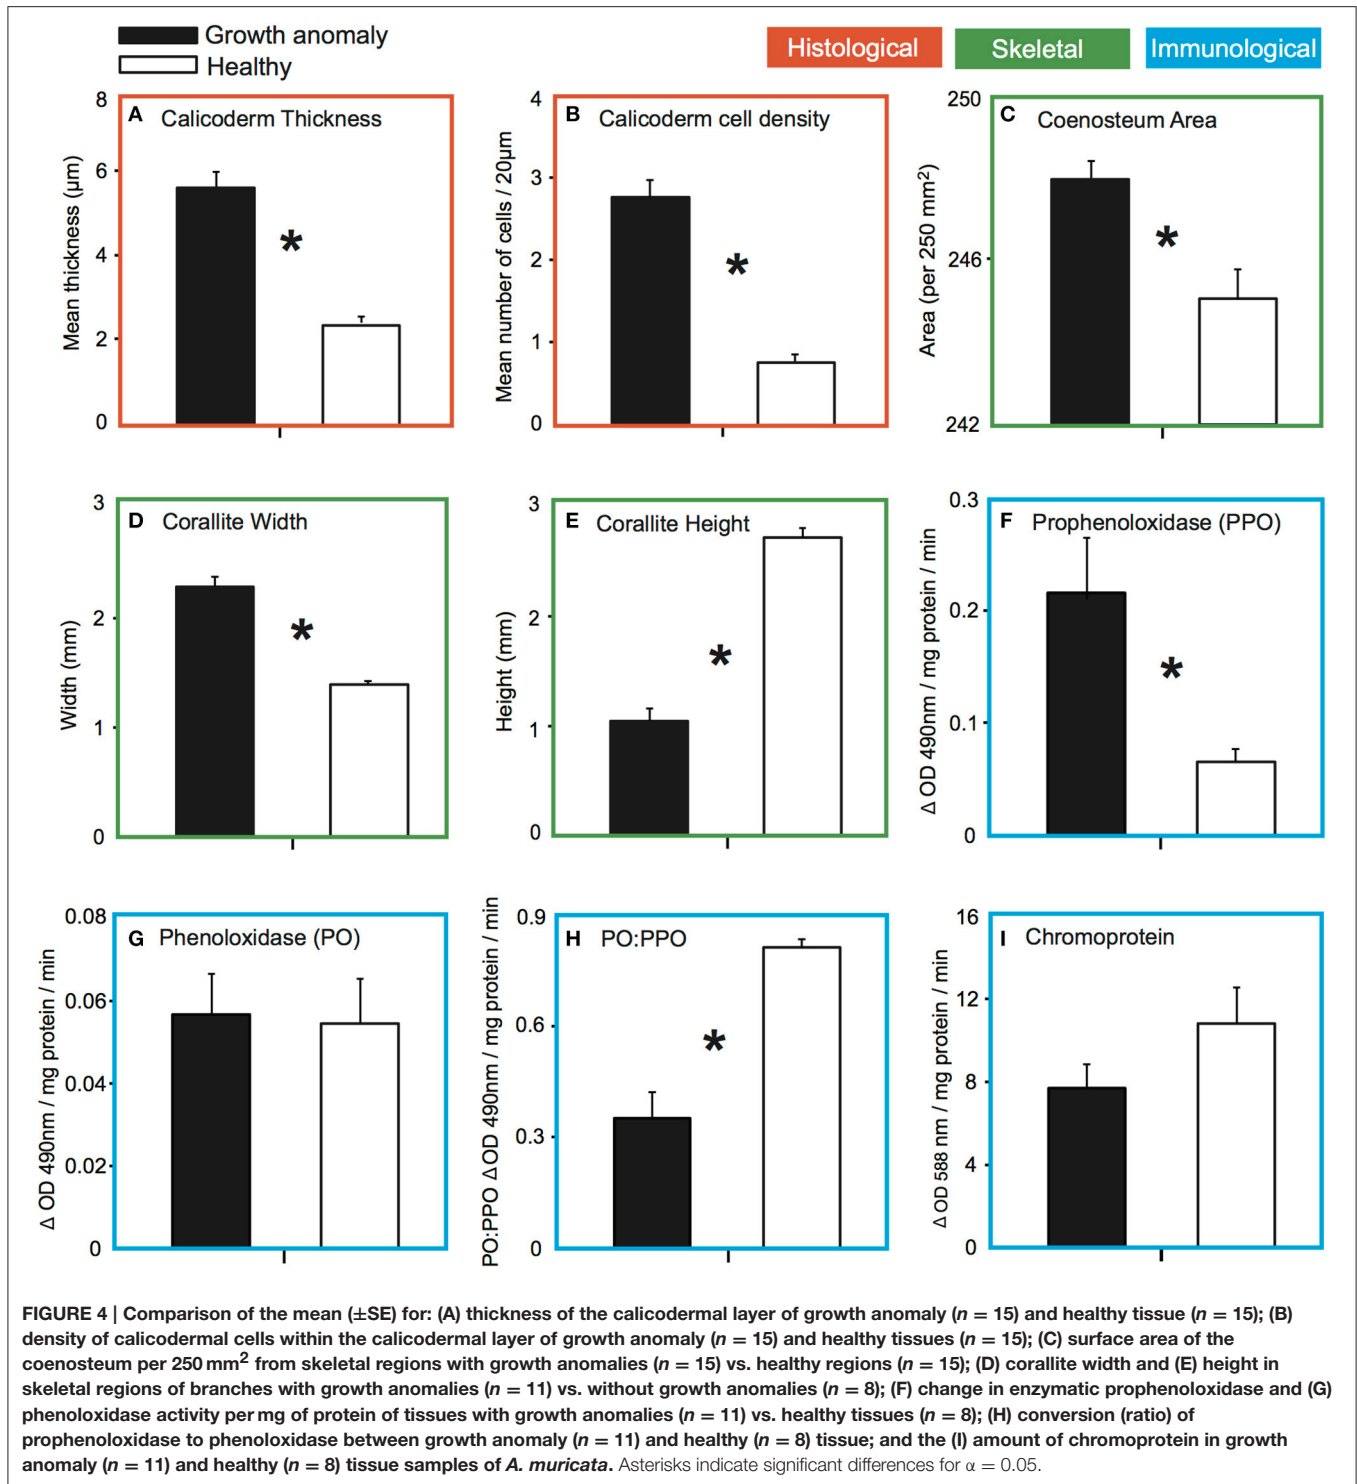 Growth anomaly
Healthy
Histological
Skeletal
Immunological
A Calicoderm Thickness
Mean thickness (µm)
8
6
4
2
0
*
B Calicoderm cell density
Mean number of cells / 20µm
4
3
2
1
0
*
C Coenosteum Area
Area (per 250 mm²)
250
246
242
*
D Corallite Width
Width (mm)
3
2
1
0
*
E Corallite Height
Height (mm)
3
2
1
0
*
F Prophenoloxidase (PPO)
Δ OD 490nm / mg protein / min
0.3
0.2
0.1
0
*
G Phenoloxidase (PO)
Δ OD 490nm / mg protein / min
0.08
0.06
0.04
0.02
0
H PO:PPO
PO:PPO Δ OD 490nm / mg protein / min
0.9
0.6
0.3
0
*
I Chromoprotein
Δ OD 588 nm / mg protein / min
16
12
8
4
0
FIGURE 4 | Comparison of the mean (±SE) for: (A) thickness of the calicodermal layer of growth anomaly (n = 15) and healthy tissue (n = 15); (B)
density of calicodermal cells within the calicodermal layer of growth anomaly (n = 15) and healthy tissues (n = 15); (C) surface area of the
coenosteum per 250 mm² from skeletal regions with growth anomalies (n = 15) vs. healthy regions (n = 15); (D) corallite width and (E) height in
skeletal regions of branches with growth anomalies (n = 11) vs. without growth anomalies (n = 8); (F) change in enzymatic prophenoloxidase and (G)
phenoloxidase activity per mg of protein of tissues with growth anomalies (n = 11) vs. healthy tissues (n = 8); (H) conversion (ratio) of
prophenoloxidase to phenoloxidase between growth anomaly (n = 11) and healthy (n = 8) tissue; and the (I) amount of chromoprotein in growth
anomaly (n = 11) and healthy (n = 8) tissue samples of A. muricata. Asterisks indicate significant differences for α = 0.05.